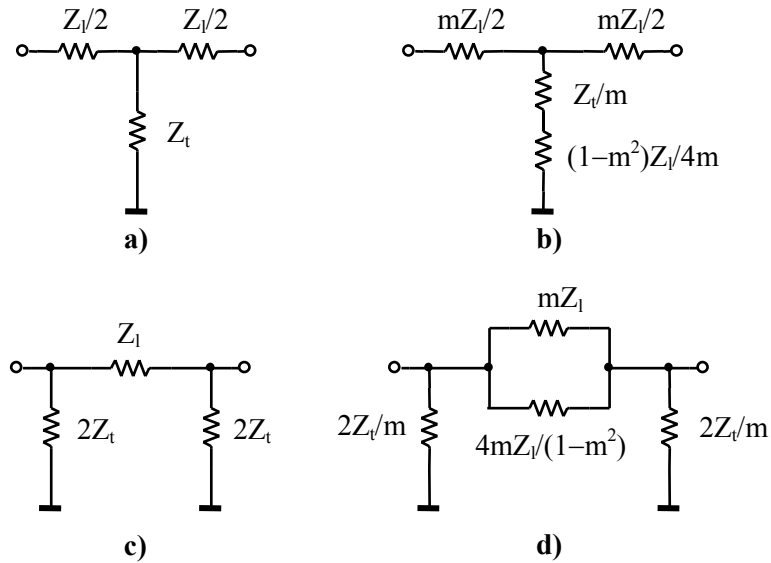 Zₗ/2
Zₗ/2
Zₜ
a)
mZₗ/2
mZₗ/2
Zₜ/m
(1−m²)Zₗ/4m
b)
Zₗ
2Zₜ
2Zₜ
c)
mZₗ
4mZₗ/(1−m²)
2Zₜ/m
2Zₜ/m
d)